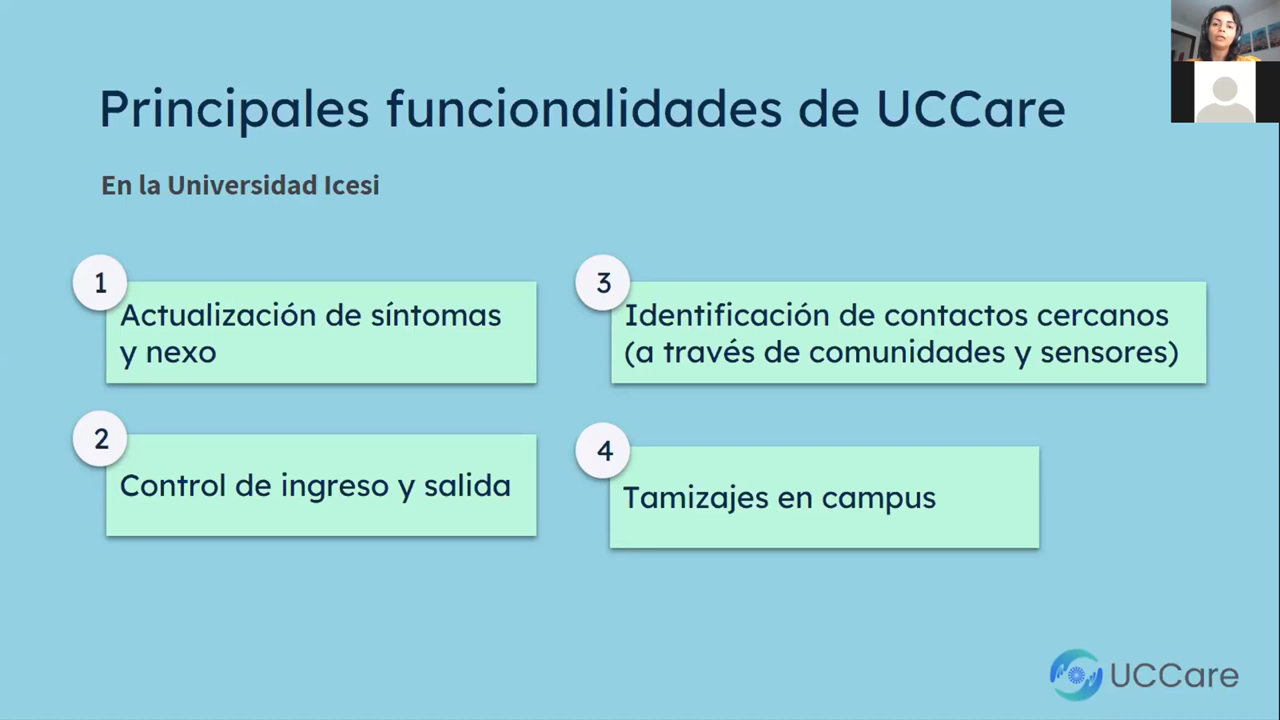 Principales funcionalidades de UCCare
En la Universidad Icesi
1
Actualización de síntomas
y nexo
2
Control de ingreso y salida
3
Identificación de contactos cercanos
(a través de comunidades y sensores)
4
Tamizajes en campus
UCCare